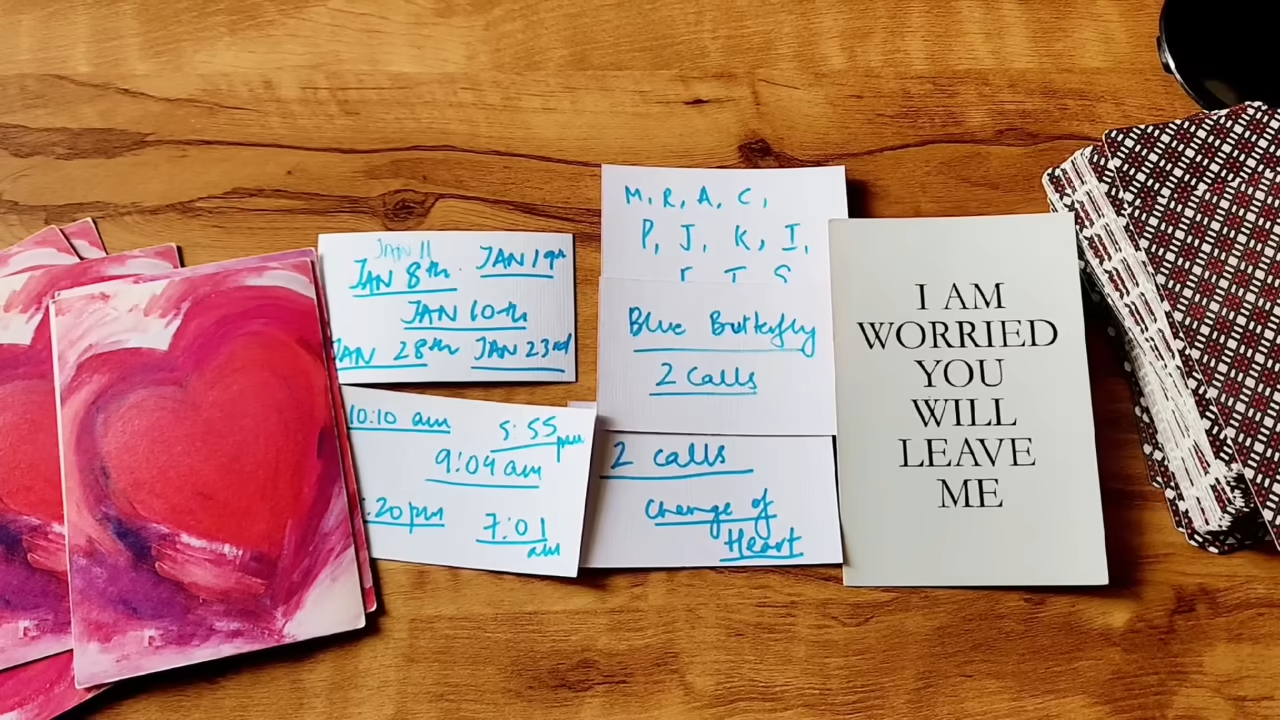 JAN 11
JAN 8th. JAN 19th
JAN 10th
JAN 28th JAN 23rd
10:10 am
5:55 pm
9:04 am
.20pm
7:01 am
M, R, A, C,
P, J, K, I,
Blue Butterfly
2 calls
2 calls
Change of
Heart
I AM
WORRIED
YOU
WILL
LEAVE
ME